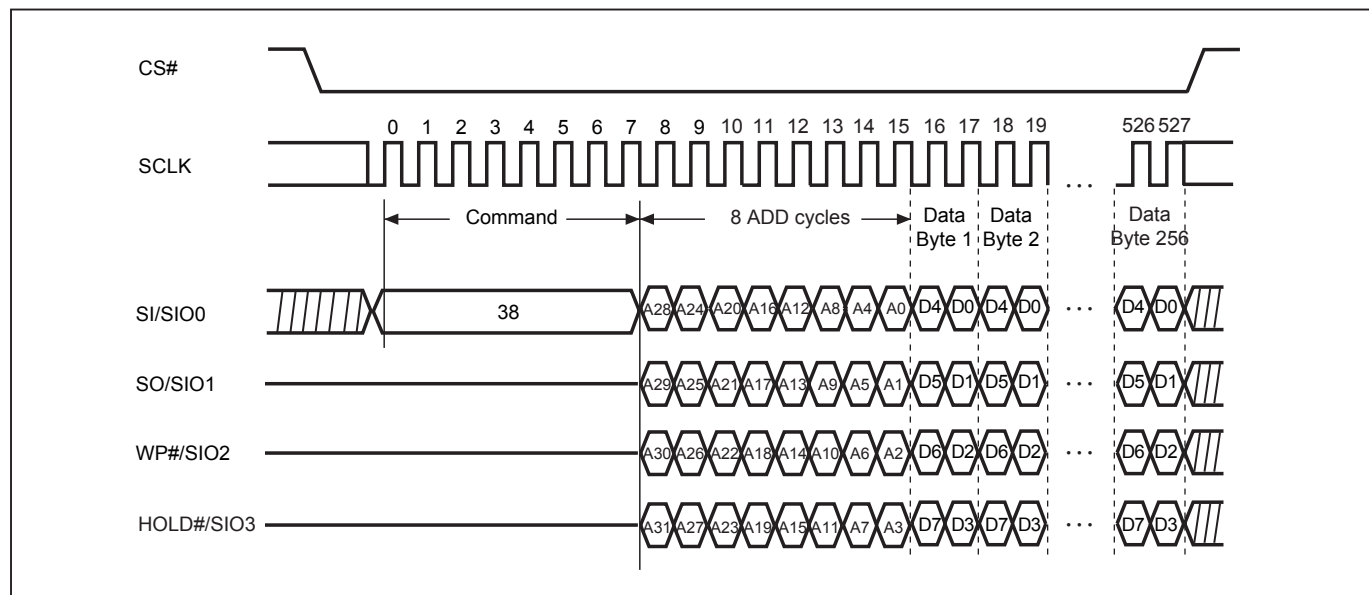 CS#
0 1 2 3 4 5 6 7 8 9 10 11 12 13 14 15 16 17 18 19 526 527
SCLK
...
Command 8 ADD cycles Data Byte 1 Data Byte 2 Data Byte 256
SI/SIO0 38 A28 A24 A20 A16 A12 A8 A4 A0 D4 D0 D4 D0 ... D4 D0
SO/SIO1 A29 A25 A21 A17 A13 A9 A5 A1 D5 D1 D5 D1 ... D5 D1
WP#/SIO2 A30 A26 A22 A18 A14 A10 A6 A2 D6 D2 D6 D2 ... D6 D2
HOLD#/SIO3 A31 A27 A23 A19 A15 A11 A7 A3 D7 D3 D7 D3 ... D7 D3